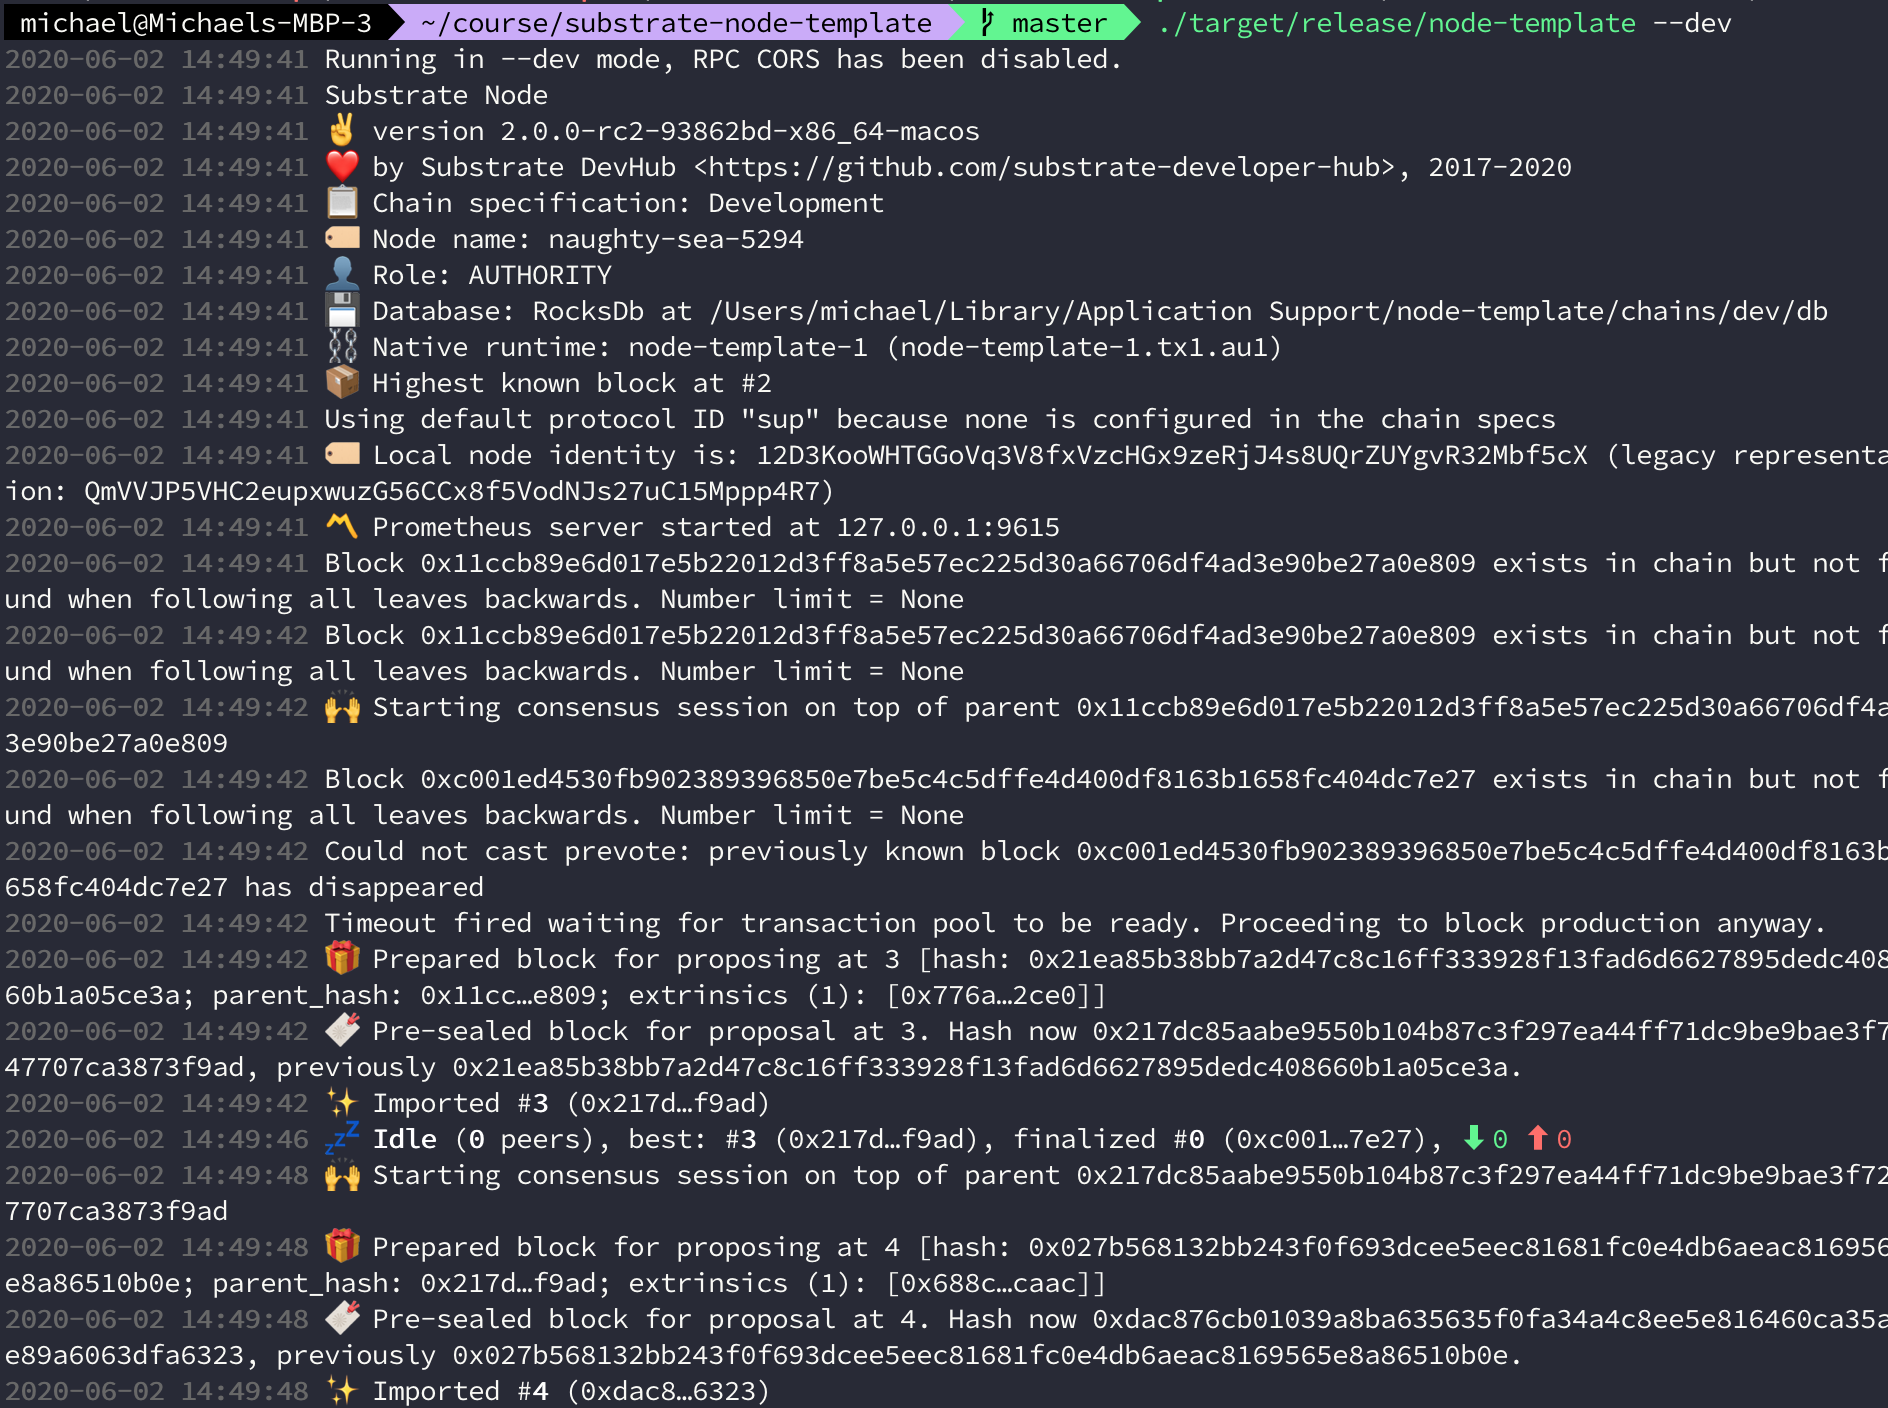 michael@Michaels-MBP-3 ~/course/substrate-node-template master ./target/release/node-template --dev
2020-06-02 14:49:41 Running in --dev mode, RPC CORS has been disabled.
2020-06-02 14:49:41 Substrate Node
2020-06-02 14:49:41 ✌️ version 2.0.0-rc2-93862bd-x86_64-macos
2020-06-02 14:49:41 ❤️ by Substrate DevHub <https://github.com/substrate-developer-hub>, 2017-2020
2020-06-02 14:49:41 📋 Chain specification: Development
2020-06-02 14:49:41 🏷 Node name: naughty-sea-5294
2020-06-02 14:49:41 👤 Role: AUTHORITY
2020-06-02 14:49:41 💾 Database: RocksDb at /Users/michael/Library/Application Support/node-template/chains/dev/db
2020-06-02 14:49:41 ⛓ Native runtime: node-template-1 (node-template-1.tx1.au1)
2020-06-02 14:49:41 📦 Highest known block at #2
2020-06-02 14:49:41 Using default protocol ID "sup" because none is configured in the chain specs
2020-06-02 14:49:41 🏷 Local node identity is: 12D3KooWHTGGoVq3V8fxVzcHGx9zeRjJ4s8UQrZUYgvR32Mbf5cX (legacy representa
ion: QmVVJP5VHC2eupxwuzG56CCx8f5VodNJs27uC15Mppp4R7)
2020-06-02 14:49:41 〽️ Prometheus server started at 127.0.0.1:9615
2020-06-02 14:49:41 Block 0x11ccb89e6d017e5b22012d3ff8a5e57ec225d30a66706df4ad3e90be27a0e809 exists in chain but not f
und when following all leaves backwards. Number limit = None
2020-06-02 14:49:42 Block 0x11ccb89e6d017e5b22012d3ff8a5e57ec225d30a66706df4ad3e90be27a0e809 exists in chain but not f
und when following all leaves backwards. Number limit = None
2020-06-02 14:49:42 🙌 Starting consensus session on top of parent 0x11ccb89e6d017e5b22012d3ff8a5e57ec225d30a66706df4a
3e90be27a0e809
2020-06-02 14:49:42 Block 0xc001ed4530fb902389396850e7be5c4c5dffe4d400df8163b1658fc404dc7e27 exists in chain but not f
und when following all leaves backwards. Number limit = None
2020-06-02 14:49:42 Could not cast prevote: previously known block 0xc001ed4530fb902389396850e7be5c4c5dffe4d400df8163b
658fc404dc7e27 has disappeared
2020-06-02 14:49:42 Timeout fired waiting for transaction pool to be ready. Proceeding to block production anyway.
2020-06-02 14:49:42 🎁 Prepared block for proposing at 3 [hash: 0x21ea85b38bb7a2d47c8c16ff333928f13fad6d6627895dedc408
60b1a05ce3a; parent_hash: 0x11cc…e809; extrinsics (1): [0x776a…2ce0]]
2020-06-02 14:49:42 🔖 Pre-sealed block for proposal at 3. Hash now 0x217dc85aabe9550b104b87c3f297ea44ff71dc9be9bae3f7
47707ca3873f9ad, previously 0x21ea85b38bb7a2d47c8c16ff333928f13fad6d6627895dedc408660b1a05ce3a.
2020-06-02 14:49:42 ✨ Imported #3 (0x217d…f9ad)
2020-06-02 14:49:46 💤 Idle (0 peers), best: #3 (0x217d…f9ad), finalized #0 (0xc001…7e27), ⬇ 0 ⬆ 0
2020-06-02 14:49:48 🙌 Starting consensus session on top of parent 0x217dc85aabe9550b104b87c3f297ea44ff71dc9be9bae3f72
7707ca3873f9ad
2020-06-02 14:49:48 🎁 Prepared block for proposing at 4 [hash: 0x027b568132bb243f0f693dcee5eec81681fc0e4db6aeac816956
e8a86510b0e; parent_hash: 0x217d…f9ad; extrinsics (1): [0x688c…caac]]
2020-06-02 14:49:48 🔖 Pre-sealed block for proposal at 4. Hash now 0xdac876cb01039a8ba635635f0fa34a4c8ee5e816460ca35a
e89a6063dfa6323, previously 0x027b568132bb243f0f693dcee5eec81681fc0e4db6aeac8169565e8a86510b0e.
2020-06-02 14:49:48 ✨ Imported #4 (0xdac8…6323)